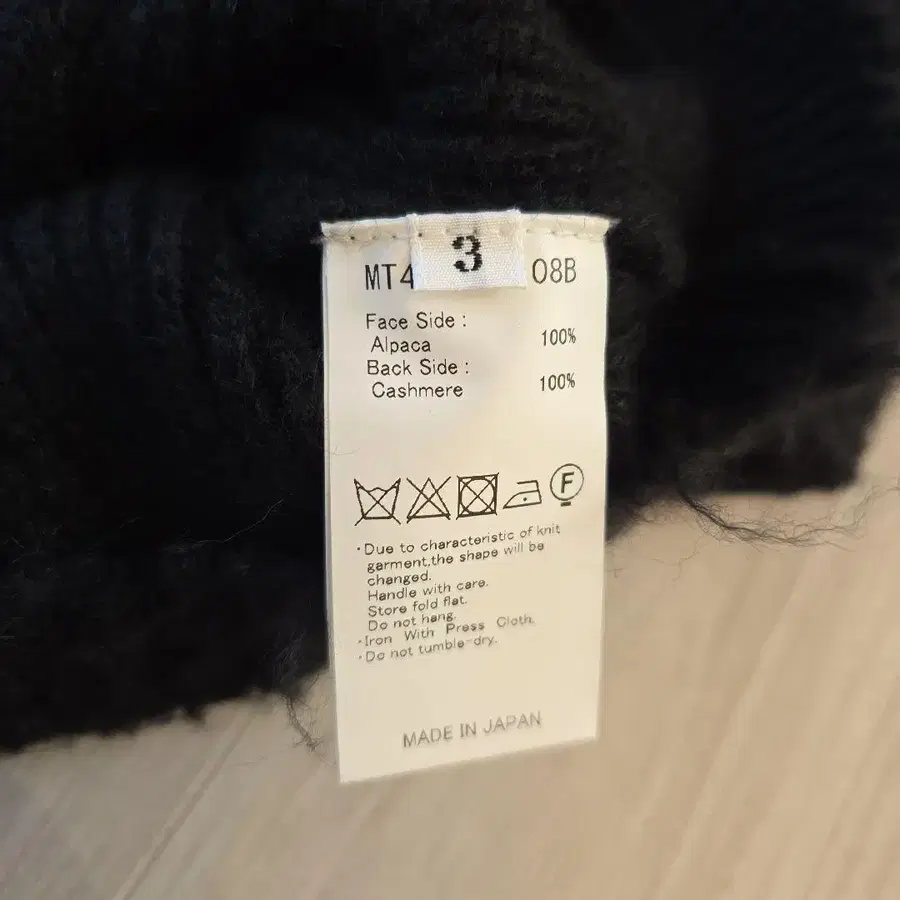 3
MT4 08B
Face Side :
Alpaca 100%
Back Side :
Cashmere 100%
F
・Due to characteristic of knit
garment,the shape will be
changed.
Handle with care.
Store fold flat.
Do not hang.
・Iron With Press Cloth.
・Do not tumble-dry.
MADE IN JAPAN